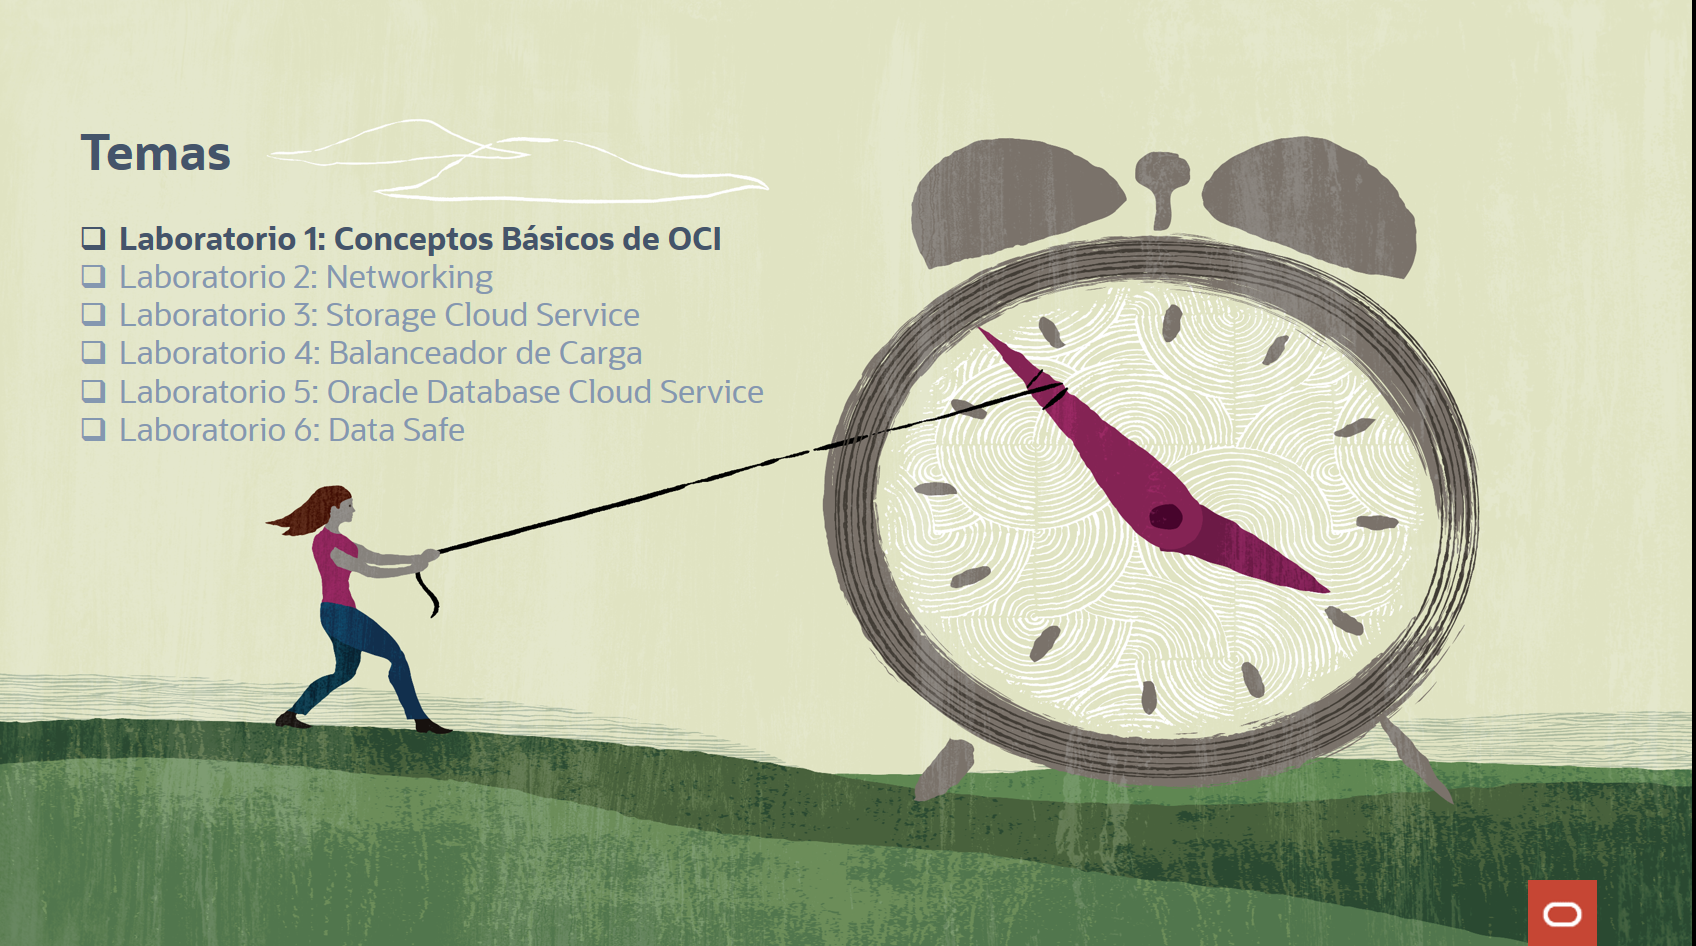 Temas
❑ Laboratorio 1: Conceptos Básicos de OCI
❑ Laboratorio 2: Networking
❑ Laboratorio 3: Storage Cloud Service
❑ Laboratorio 4: Balanceador de Carga
❑ Laboratorio 5: Oracle Database Cloud Service
❑ Laboratorio 6: Data Safe